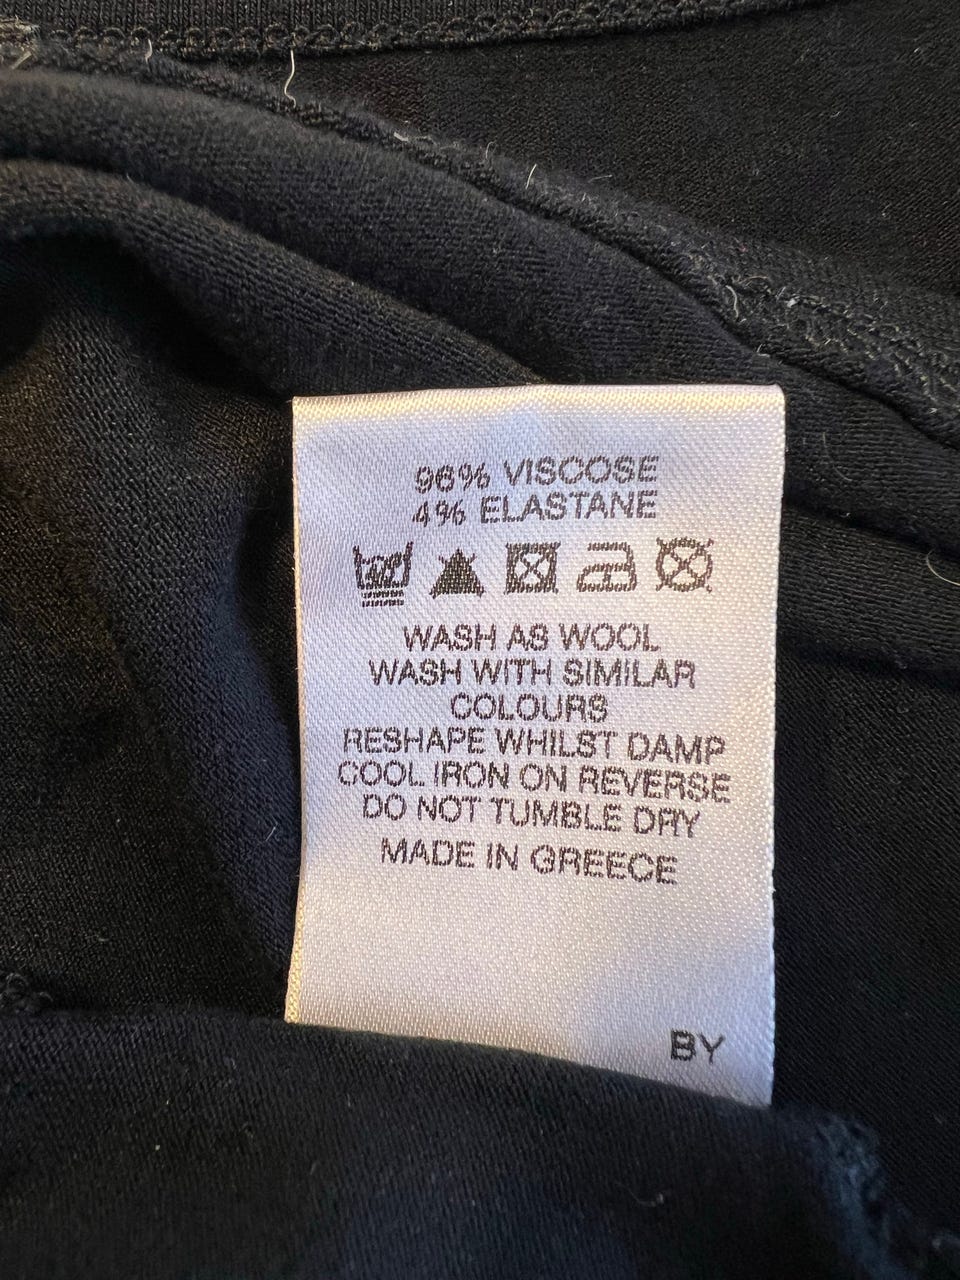 96% VISCOSE
4% ELASTANE
WASH AS WOOL
WASH WITH SIMILAR
COLOURS
RESHAPE WHILST DAMP
COOL IRON ON REVERSE
DO NOT TUMBLE DRY
MADE IN GREECE
BY